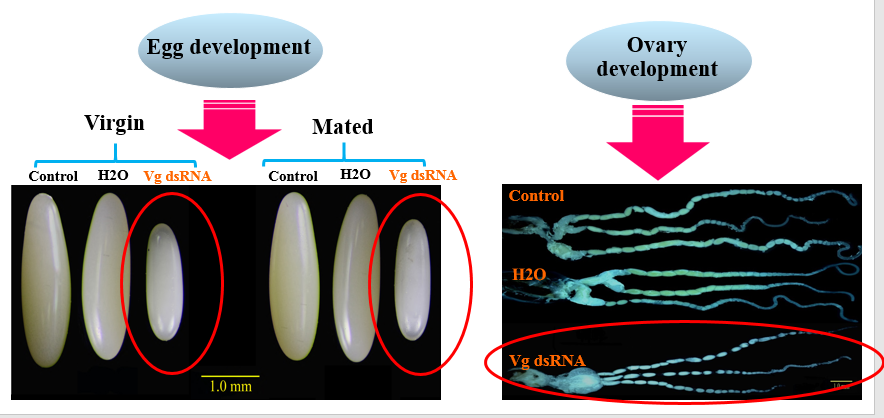 Egg development
Ovary
development
Virgin
Mated
Control H2O Vg dsRNA
Control H2O Vg dsRNA
1.0 mm
Control
H2O
Vg dsRNA